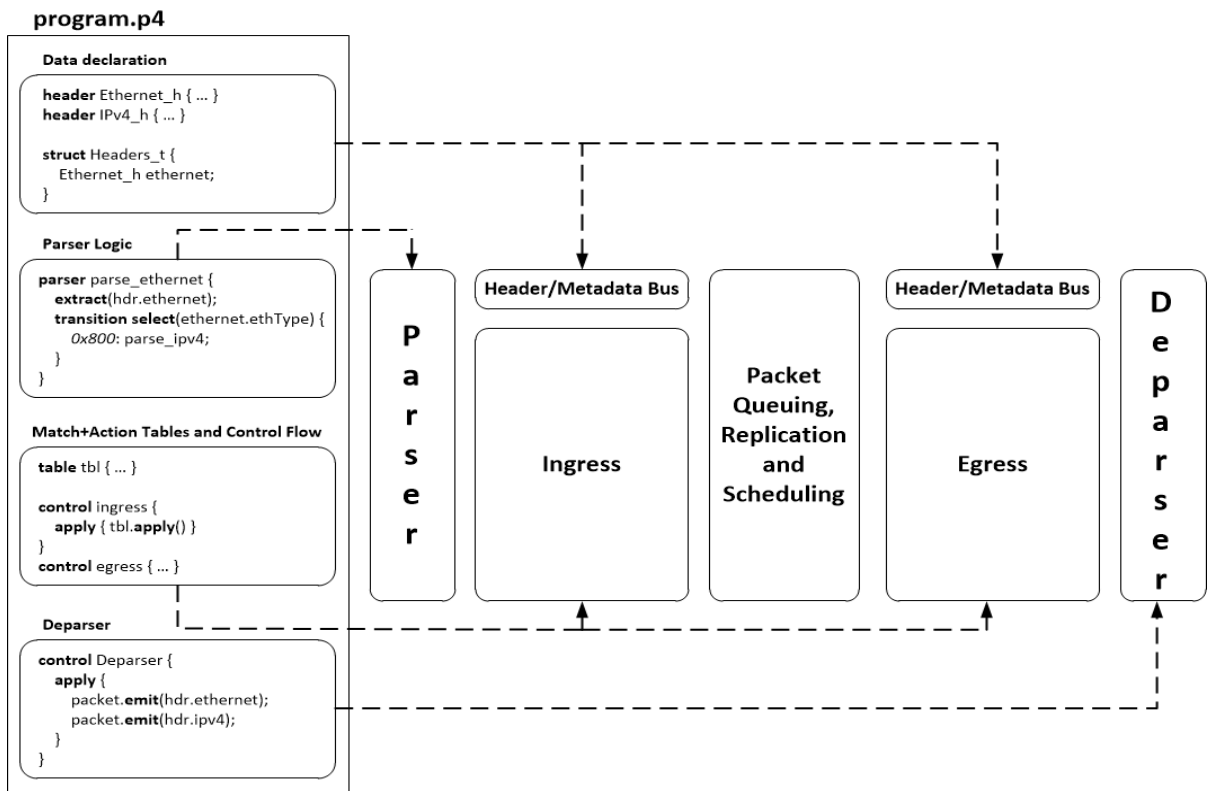 program.p4
Data declaration
header Ethernet_h { ... }
header IPv4_h { ... }
struct Headers_t {
Ethernet_h ethernet;
}
Parser Logic
parser parse_ethernet {
extract(hdr.ethernet);
transition select(ethernet.ethType) {
0x800: parse_ipv4;
}
}
Match+Action Tables and Control Flow
table tbl { ... }
control ingress {
apply { tbl.apply() }
}
control egress { ... }
Deparser
control Deparser {
apply {
packet.emit(hdr.ethernet);
packet.emit(hdr.ipv4);
}
}
Parser
Header/Metadata Bus
Ingress
Packet
Queuing,
Replication
and
Scheduling
Header/Metadata Bus
Egress
Deparser